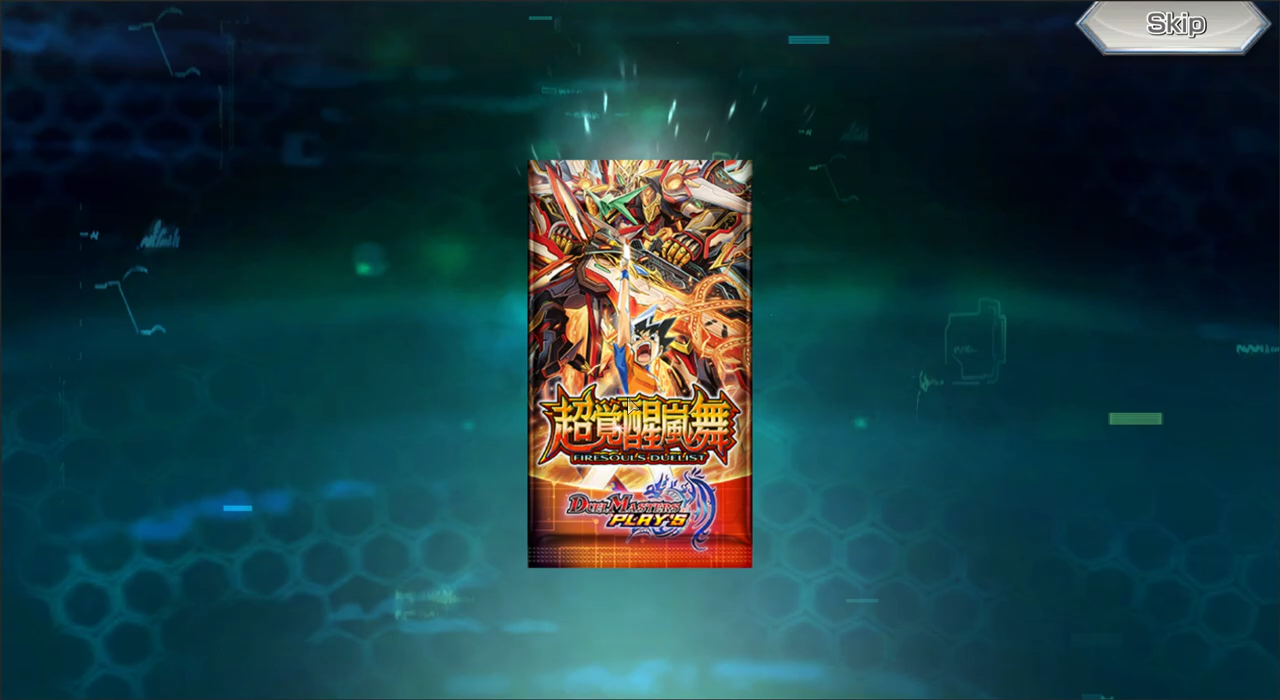 Skip
超覚醒嵐舞
FIRESOULS DUELIST
DUEL MASTERS
PLAY'S